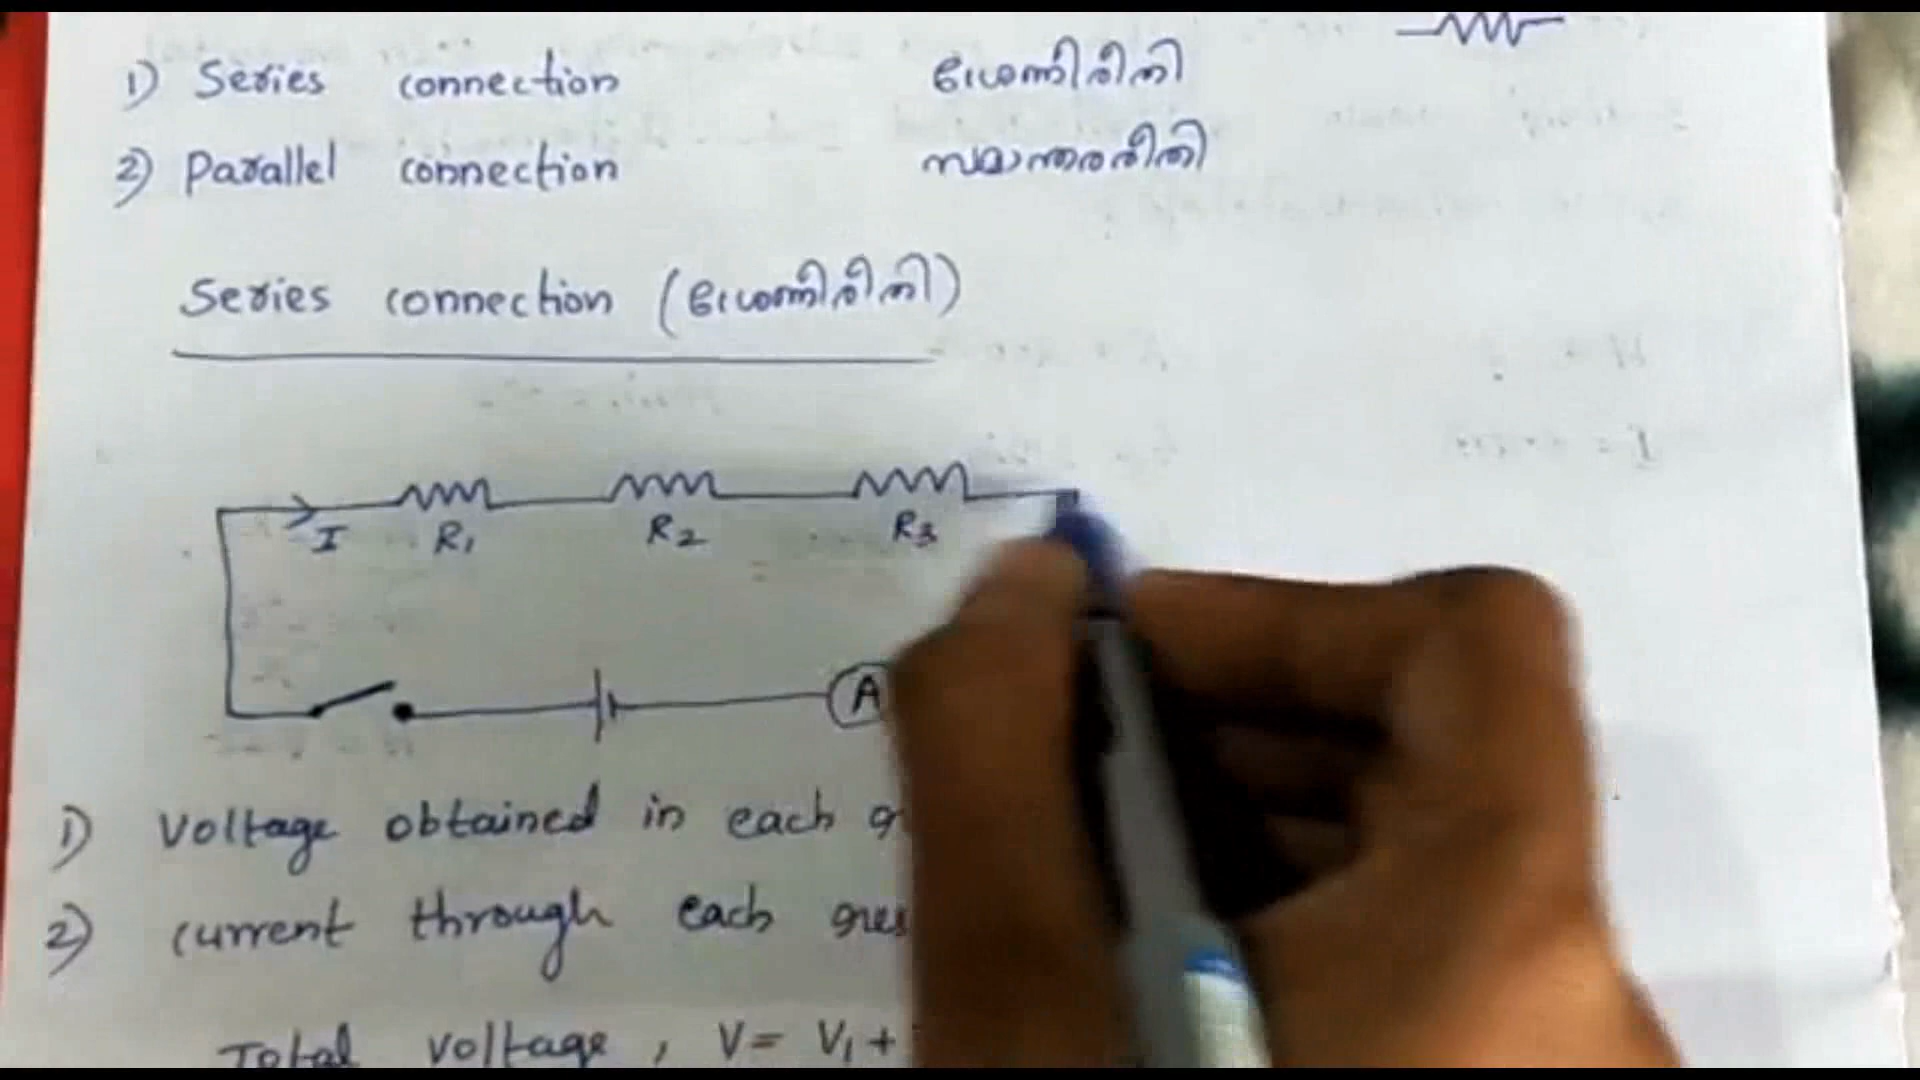 1) Series connection ശ്രേണീരീതി
2) Parallel connection സമാന്തരരീതി
Series connection (ശ്രേണീരീതി)
I R1 R2 R3
A
1) Voltage obtained in each
2) current through each
Total voltage, V= V1 +